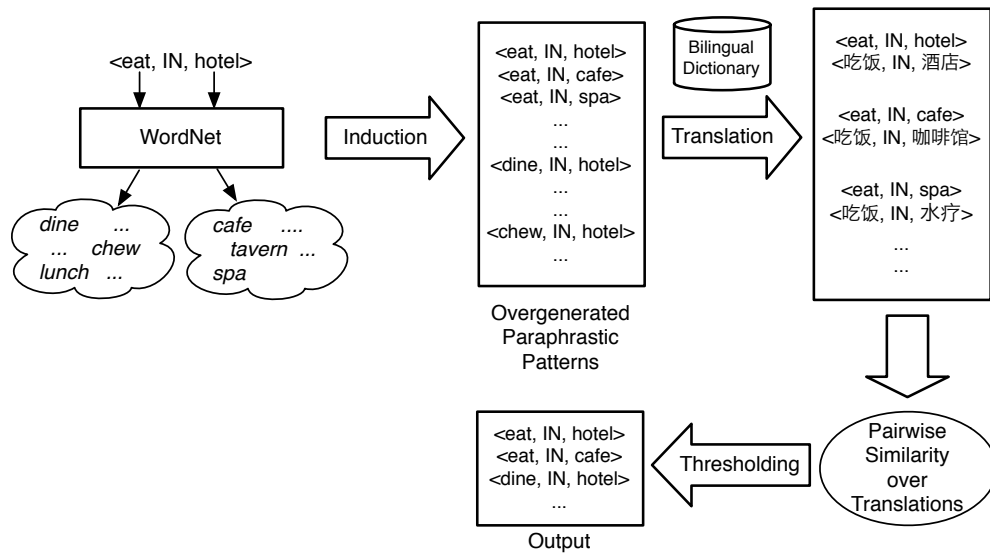 <eat, IN, hotel>
WordNet
dine ...
... chew
lunch ...
cafe ....
tavern ...
spa
Induction
<eat, IN, hotel>
<eat, IN, cafe>
<eat, IN, spa>
...
...
<dine, IN, hotel>
...
...
<chew, IN, hotel>
...
Overgenerated
Paraphrastic
Patterns
Bilingual
Dictionary
Translation
<eat, IN, hotel>
<吃饭, IN, 酒店>
<eat, IN, cafe>
<吃饭, IN, 咖啡馆>
<eat, IN, spa>
<吃饭, IN, 水疗>
...
...
Pairwise
Similarity
over
Translations
Thresholding
<eat, IN, hotel>
<eat, IN, cafe>
<dine, IN, hotel>
...
Output